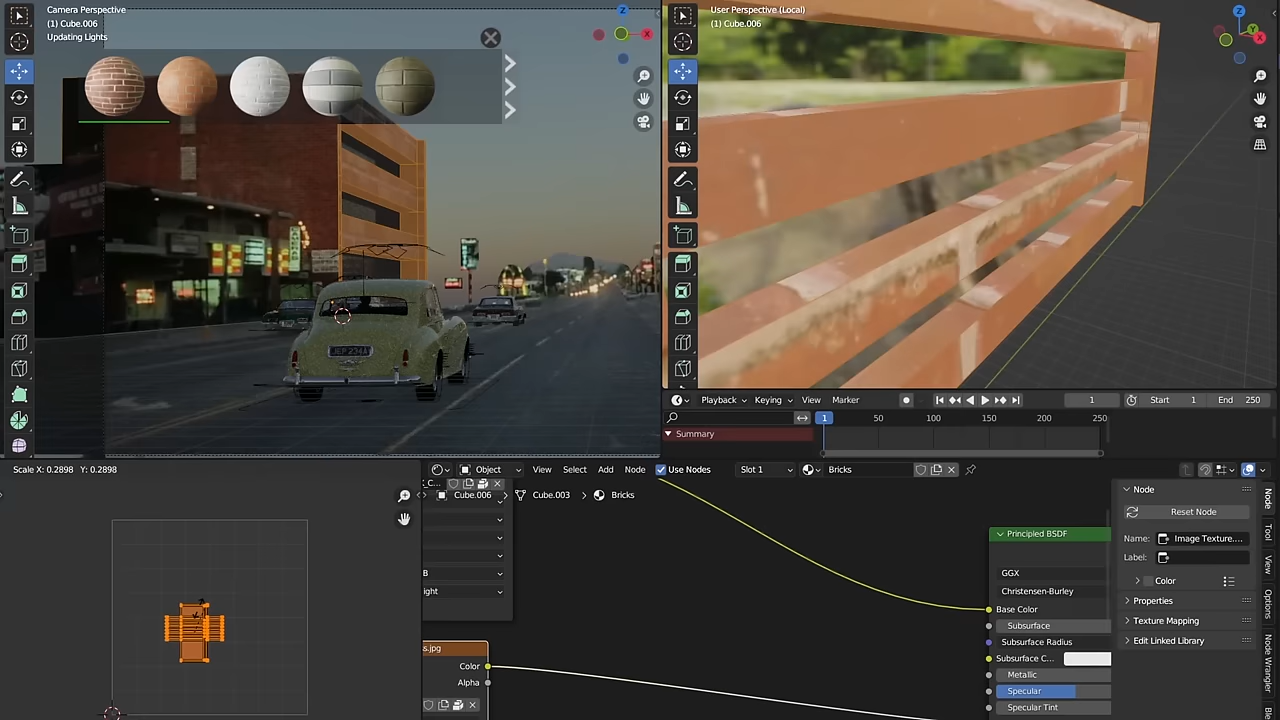 Camera Perspective
(1) Cube.006
Updating Lights
Z
X
User Perspective (Local)
(1) Cube.006
Z
Y
X
JEP 234A
Playback
Keying
View
Marker
1
Start 1
End 250
1 50 100 150 200 250
Summary
Scale X: 0.2898 Y: 0.2898
Object
View
Select
Add
Node
Use Nodes
Slot 1
Bricks
Cube.006
Cube.003
Bricks
B
ight
s.jpg
Color
Alpha
Principled BSDF
GGX
Christensen-Burley
Base Color
Subsurface
Subsurface Radius
Subsurface C...
Metallic
Specular
Specular Tint
Node
Reset Node
Name: Image Texture....
Label:
Color
Properties
Texture Mapping
Edit Linked Library
Node
Tool
View
Options
Node Wrangler